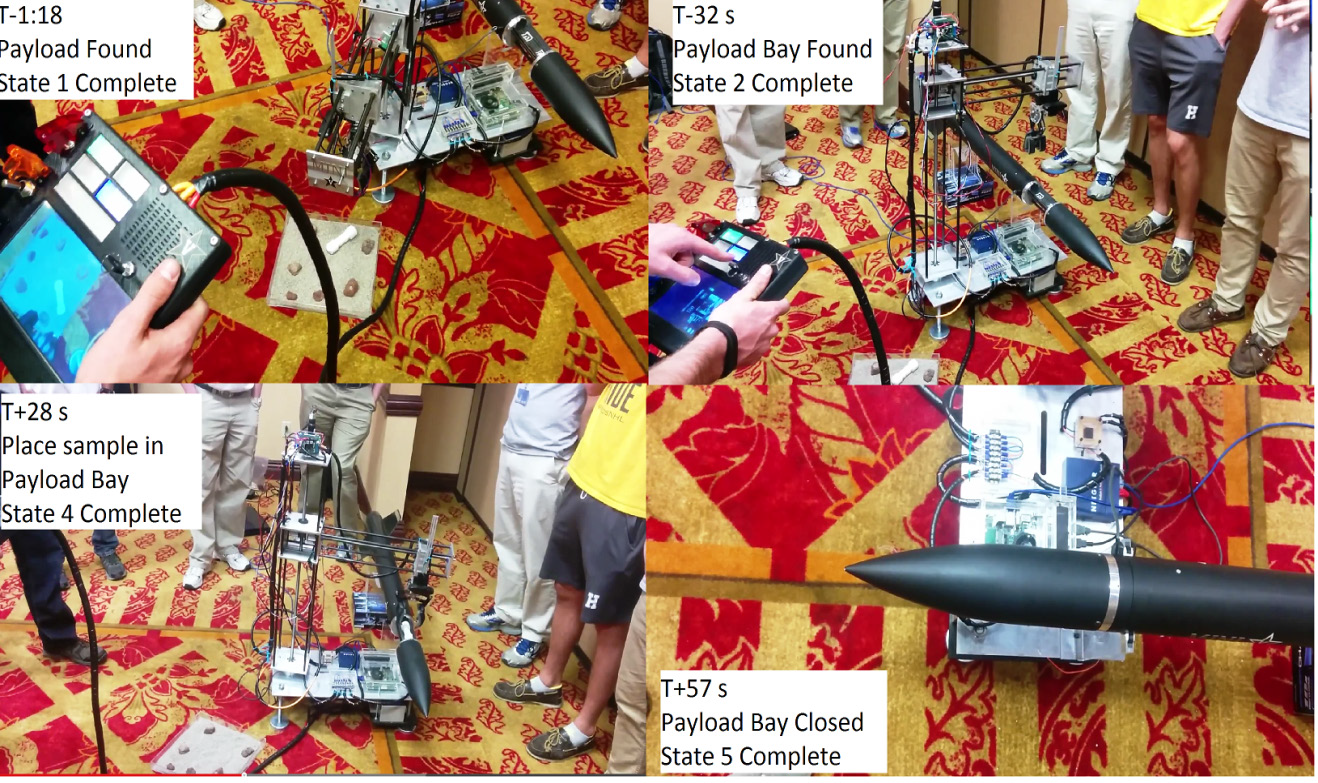 T-1:18
Payload Found
State 1 Complete
T-32 s
Payload Bay Found
State 2 Complete
H
T+28 s
Place sample in
Payload Bay
State 4 Complete
H
T+57 s
Payload Bay Closed
State 5 Complete